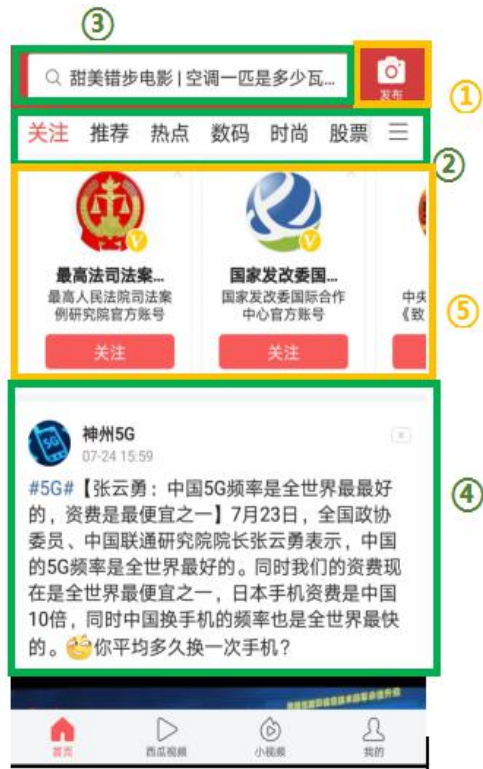 ③
甜美错步电影 | 空调一匹是多少瓦...
发布
①
关注 推荐 热点 数码 时尚 股票
②
最高法司法案...
最高人民法院司法案
例研究院官方账号
关注
国家发改委国...
国家发改委国际合作
中心官方账号
关注
中央
《致
⑤
神州5G
07-24 15:59
④
#5G#【张云勇：中国5G频率是全世界最最好
的，资费是最便宜之一】7月23日，全国政协
委员、中国联通研究院院长张云勇表示，中国
的5G频率是全世界最好的。同时我们的资费现
在是全世界最便宜之一，日本手机资费是中国
10倍，同时中国换手机的频率也是全世界最快
的。你平均多久换一次手机？
首页 西瓜视频 小视频 我的